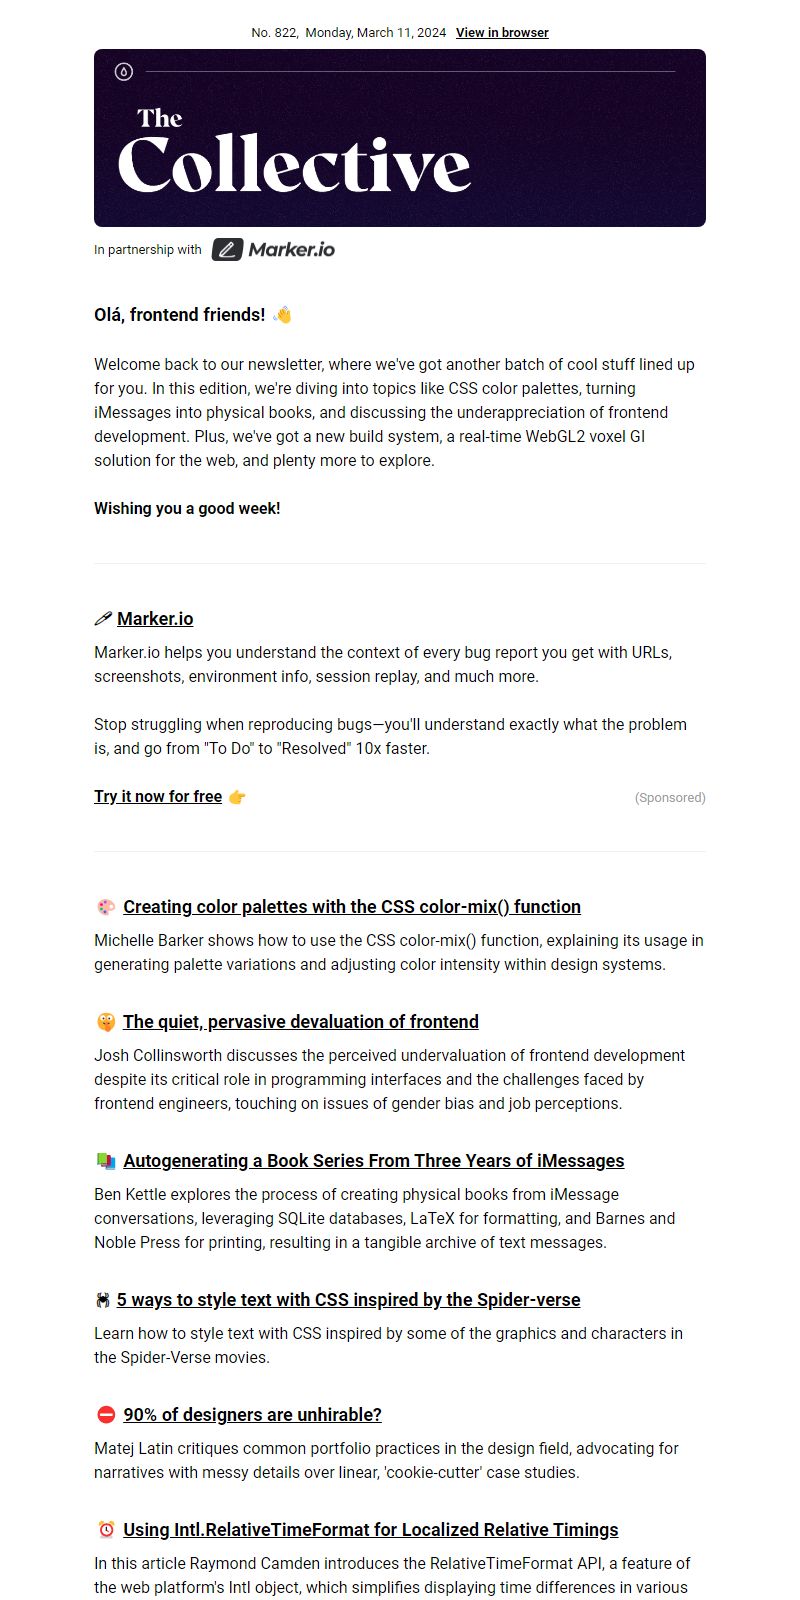 No. 822, Monday, March 11, 2024 View in browser
The
Collective
In partnership with Marker.io
Olá, frontend friends! 👋
Welcome back to our newsletter, where we've got another batch of cool stuff lined up
for you. In this edition, we're diving into topics like CSS color palettes, turning
iMessages into physical books, and discussing the underappreciation of frontend
development. Plus, we've got a new build system, a real-time WebGL2 voxel GI
solution for the web, and plenty more to explore.
Wishing you a good week!
🖊 Marker.io
Marker.io helps you understand the context of every bug report you get with URLs,
screenshots, environment info, session replay, and much more.
Stop struggling when reproducing bugs—you'll understand exactly what the problem
is, and go from "To Do" to "Resolved" 10x faster.
Try it now for free 👉 (Sponsored)
🎨 Creating color palettes with the CSS color-mix() function
Michelle Barker shows how to use the CSS color-mix() function, explaining its usage in
generating palette variations and adjusting color intensity within design systems.
🤫 The quiet, pervasive devaluation of frontend
Josh Collinsworth discusses the perceived undervaluation of frontend development
despite its critical role in programming interfaces and the challenges faced by
frontend engineers, touching on issues of gender bias and job perceptions.
📚 Autogenerating a Book Series From Three Years of iMessages
Ben Kettle explores the process of creating physical books from iMessage
conversations, leveraging SQLite databases, LaTeX for formatting, and Barnes and
Noble Press for printing, resulting in a tangible archive of text messages.
🕷 5 ways to style text with CSS inspired by the Spider-verse
Learn how to style text with CSS inspired by some of the graphics and characters in
the Spider-Verse movies.
⛔ 90% of designers are unhirable?
Matej Latin critiques common portfolio practices in the design field, advocating for
narratives with messy details over linear, 'cookie-cutter' case studies.
⏰ Using Intl.RelativeTimeFormat for Localized Relative Timings
In this article Raymond Camden introduces the RelativeTimeFormat API, a feature of
the web platform's Intl object, which simplifies displaying time differences in various